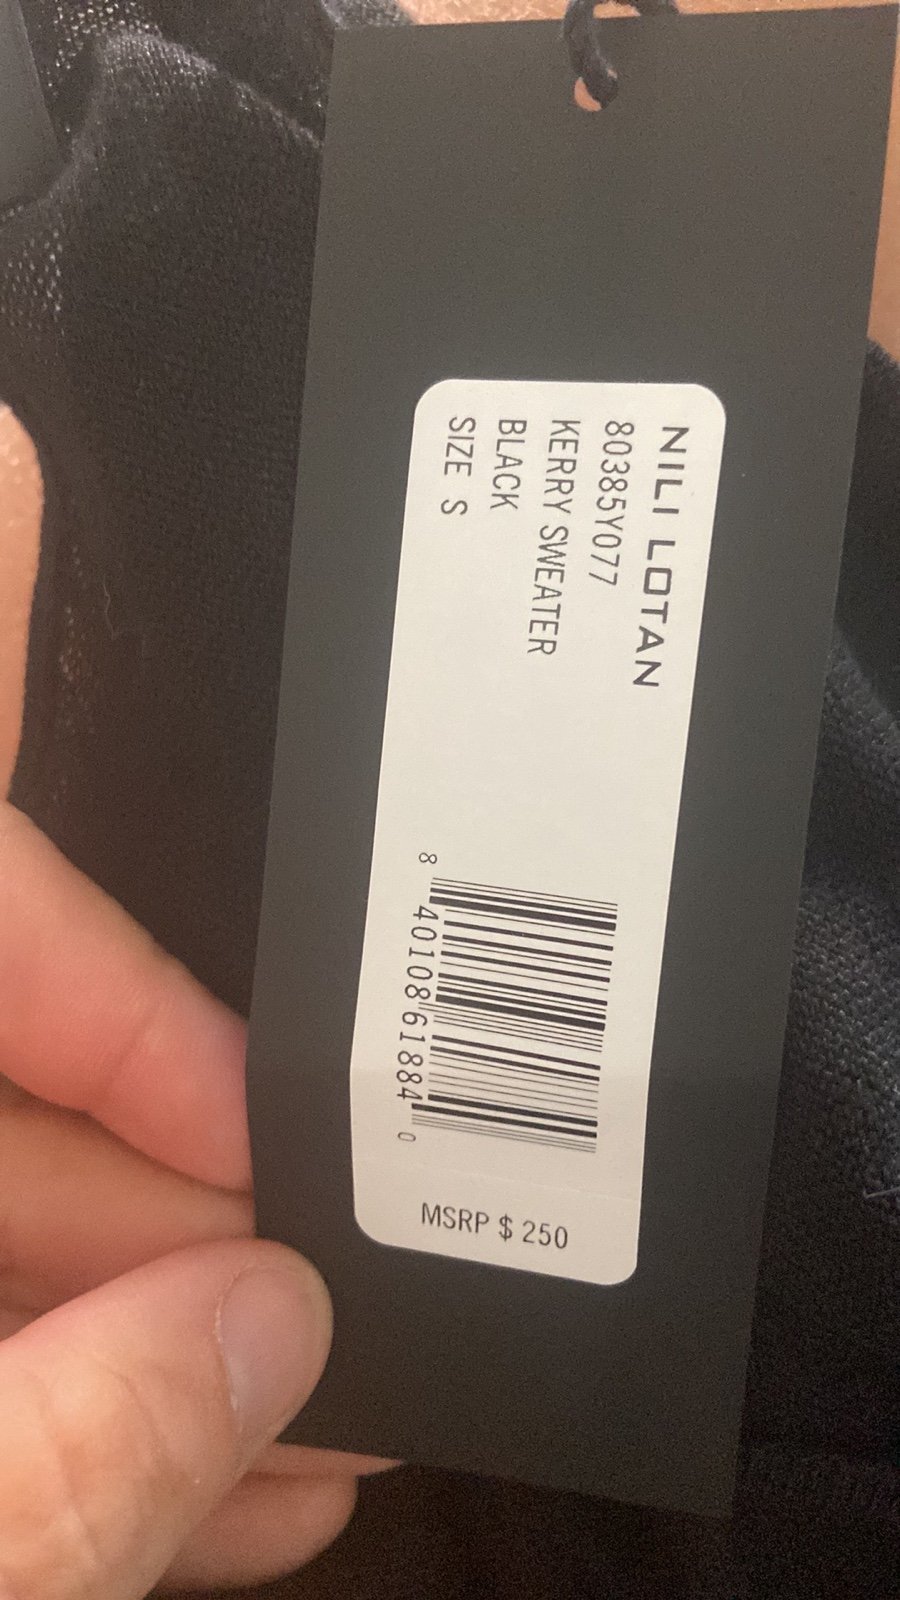 NILI LOTAN
80385Y077
KERRY SWEATER
BLACK
SIZE S
8 40108 61884 0
MSRP $ 250